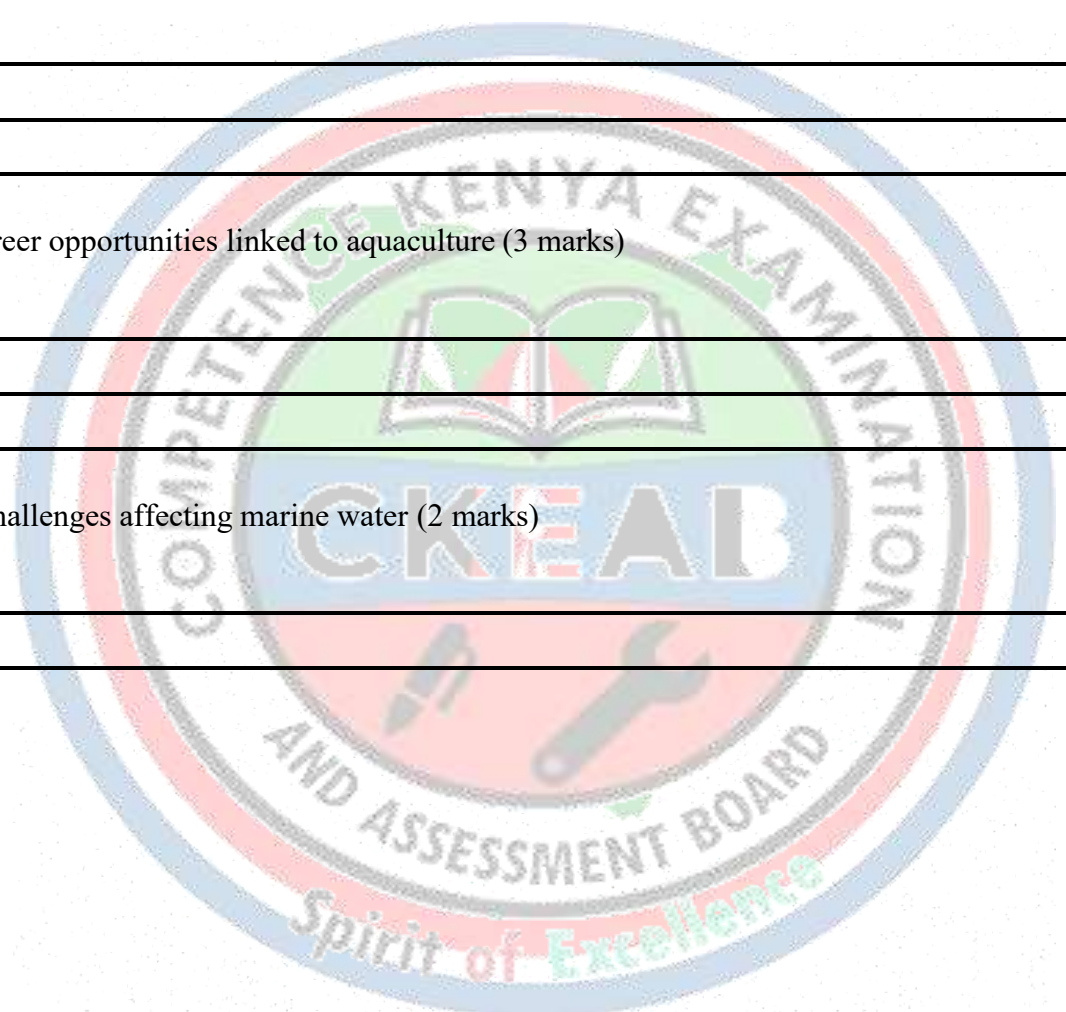 COMPETENCE KENYA EXAMINATION
reer opportunities linked to aquaculture (3 marks)
CKEAB
hallenges affecting marine water (2 marks)
AND ASSESSMENT BOARD
Spirit of Excellence